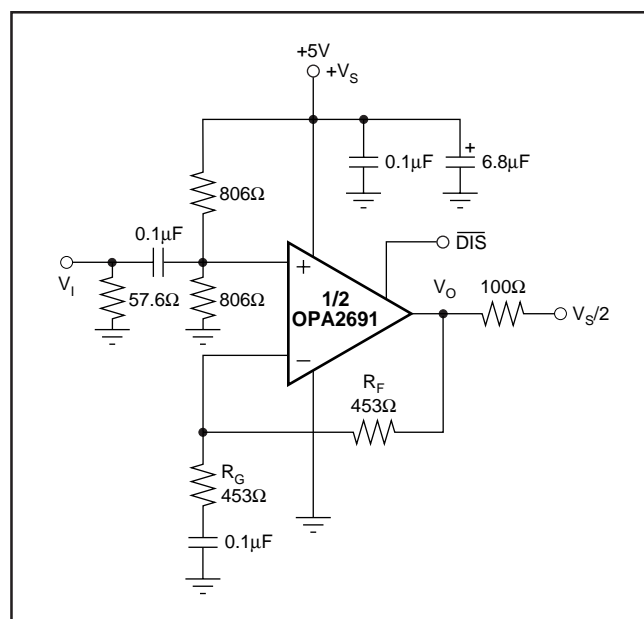 +5V
+V_S
0.1µF
+
6.8µF
806Ω
0.1µF
DIS
V_I
57.6Ω
806Ω
+
1/2
OPA2691
V_O
100Ω
V_S/2
−
R_F
453Ω
R_G
453Ω
0.1µF